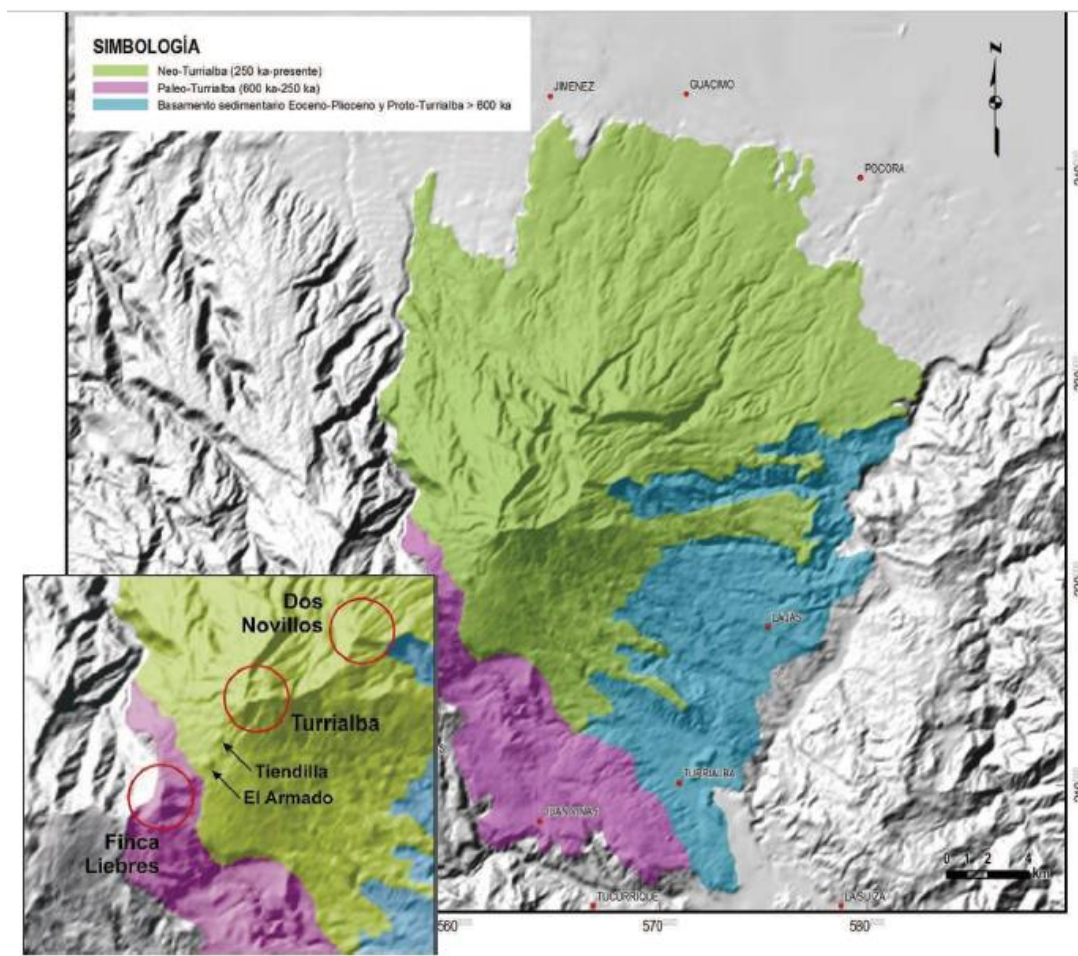 SIMBOLOGÍA
Neo-Turrialba (250 ka-presente)
Paleo-Turrialba (600 ka-250 ka)
Basamento sedimentario Eoceno-Plioceno y Proto-Turrialba > 600 ka
N
JIMENEZ
GUACIMO
POCORA
LAJAS
TURRIALBA
JUAN VIÑAS
TUCURRIQUE
LA SUIZA
Dos
Novillos
Turrialba
Tiendilla
El Armado
Finca
Liebres
0 1 2 4
km
560
570
580